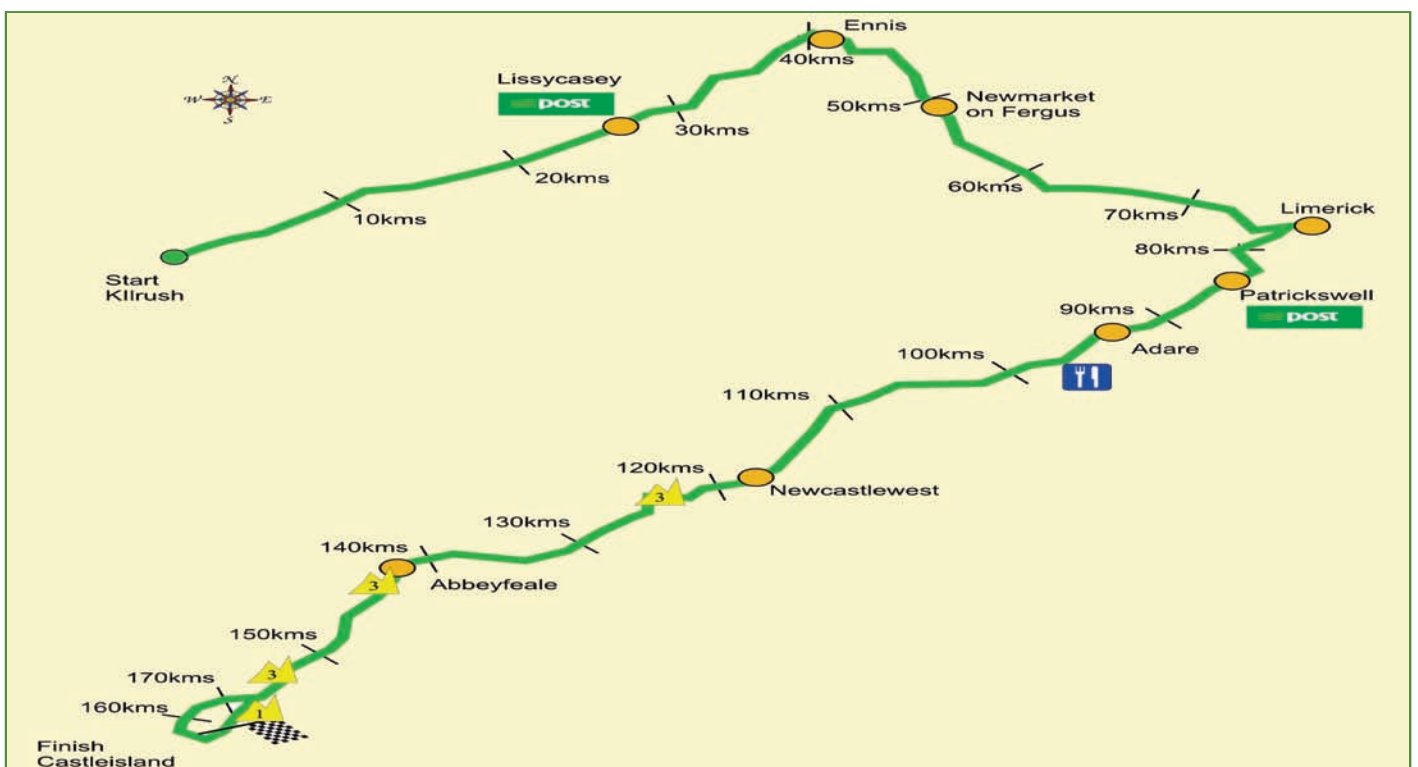 Ennis
40kms
Lissycasey
post
N
W E
S
30kms
50kms
Newmarket
on Fergus
20kms
60kms
10kms
70kms
Limerick
80kms
Start
KIlrush
Patrickswell
post
90kms
Adare
100kms
110kms
120kms
3
Newcastlewest
130kms
140kms
3
Abbeyfeale
150kms
3
170kms
160kms
1
Finish
Castleisland